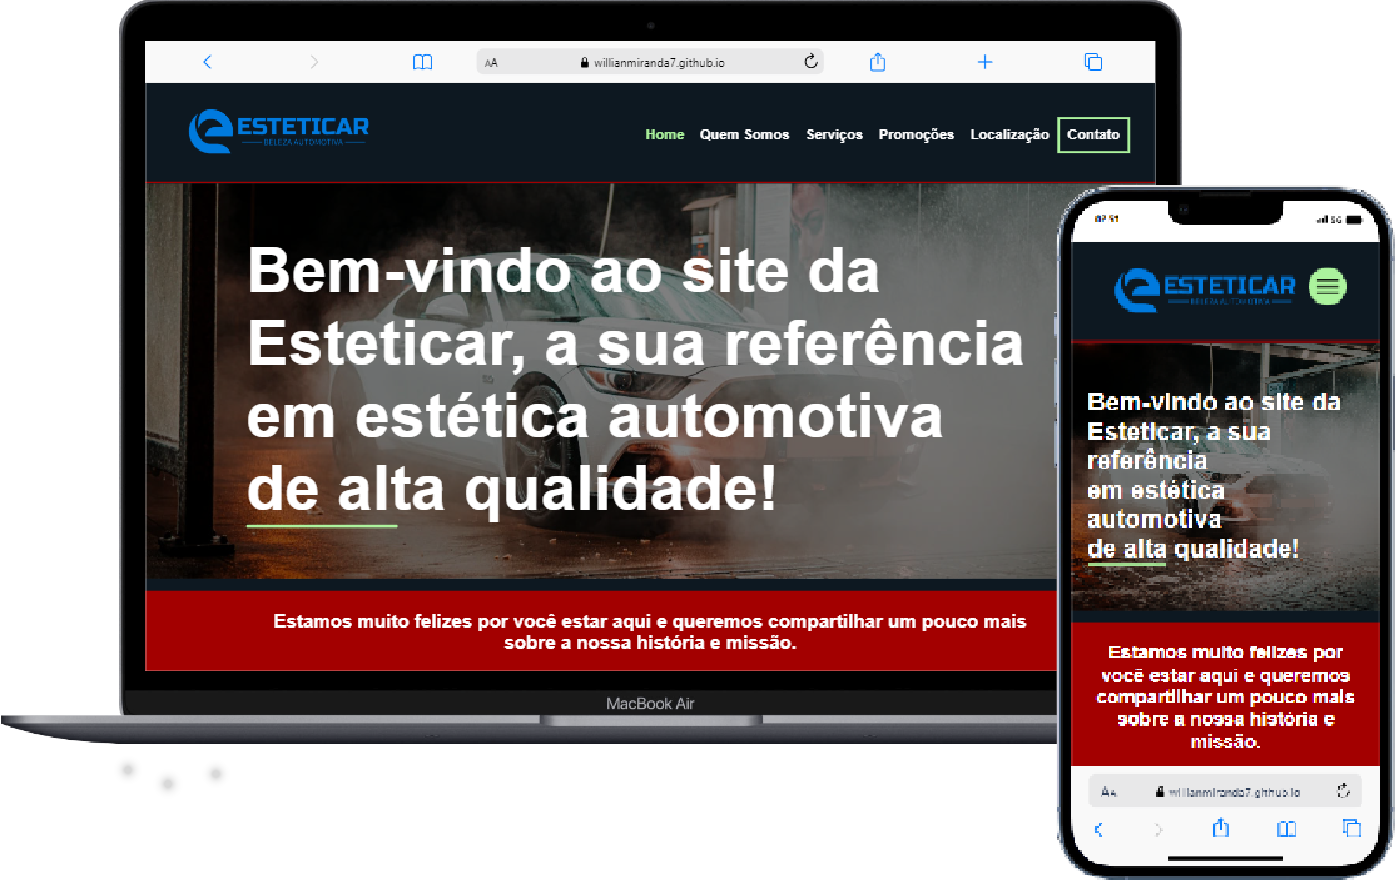 AA willianmiranda7.github.io
ESTETICAR
BELEZA AUTOMOTIVA
Home Quem Somos Serviços Promoções Localização Contato
Bem-vindo ao site da
Esteticar, a sua referência
em estética automotiva
de alta qualidade!
Estamos muito felizes por você estar aqui e queremos compartilhar um pouco mais
sobre a nossa história e missão.
MacBook Air
5G
ESTETICAR
BELEZA AUTOMOTIVA
Bem-vindo ao site da
Esteticar, a sua
referência
em estética
automotiva
de alta qualidade!
Estamos muito felizes por
você estar aqui e queremos
compartilhar um pouco mais
sobre a nossa história e
missão.
AA willianmiranda7.github.io